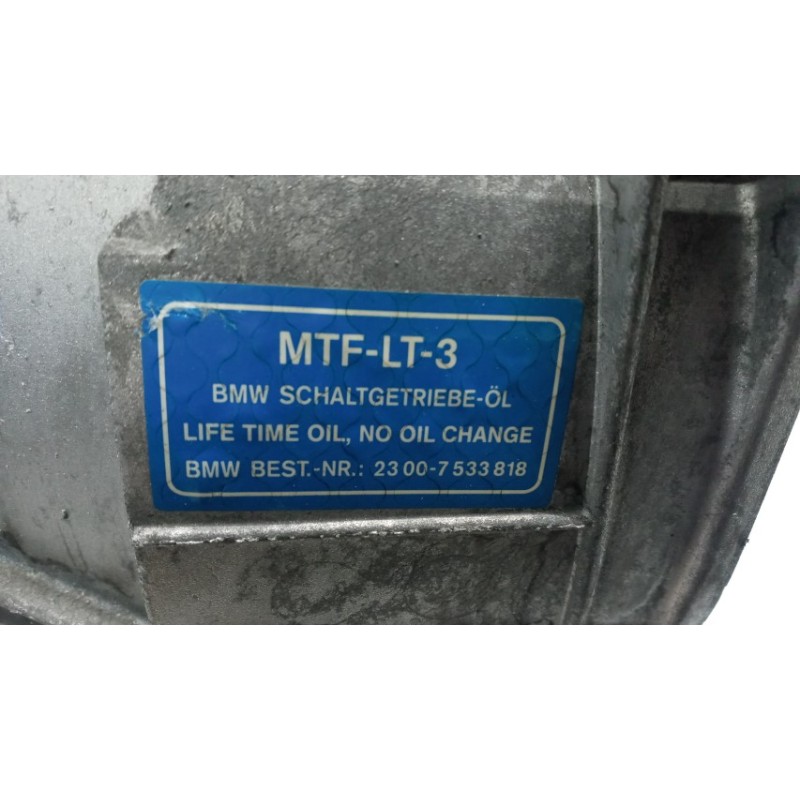 MTF-LT-3
BMW SCHALTGETRIEBE-ÖL
LIFE TIME OIL, NO OIL CHANGE
BMW BEST.-NR.: 23 00-7 533 818